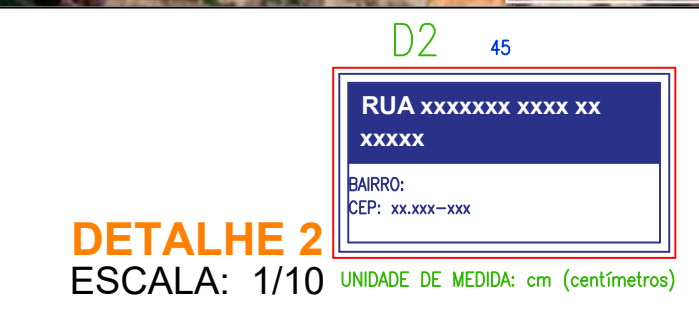 D2 45
RUA xxxxxxx xxxx xx
xxxxx
BAIRRO:
CEP: xx.xxx-xxx
DETALHE 2
ESCALA: 1/10
UNIDADE DE MEDIDA: cm (centímetros)